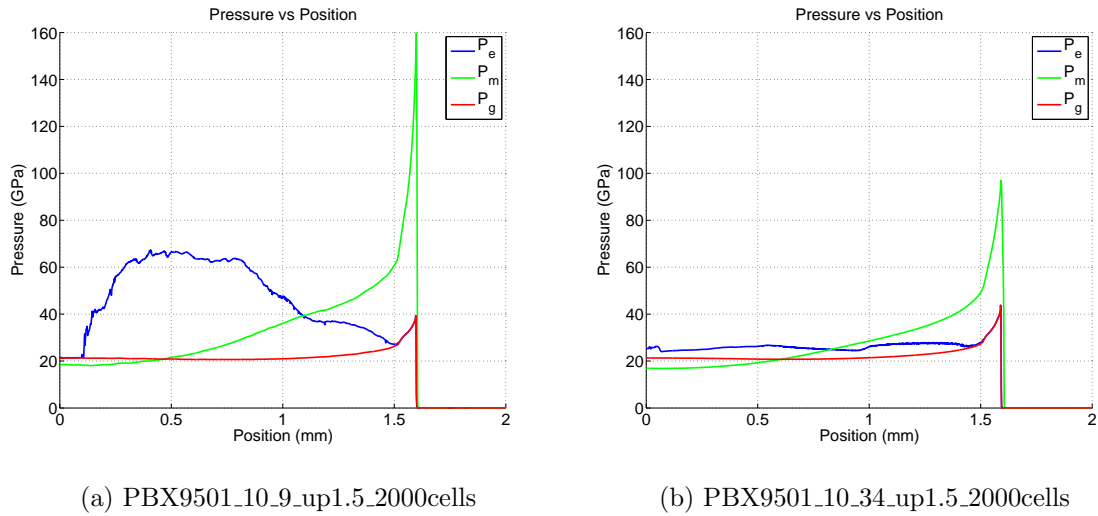 Pressure vs Position
160
140
120
100
80
60
40
20
0
Pressure (GPa)
0 0.5 1 1.5 2
Position (mm)
P_e
P_m
P_g
(a) PBX9501_10_9_up1.5_2000cells
Pressure vs Position
160
140
120
100
80
60
40
20
0
Pressure (GPa)
0 0.5 1 1.5 2
Position (mm)
P_e
P_m
P_g
(b) PBX9501_10_34_up1.5_2000cells